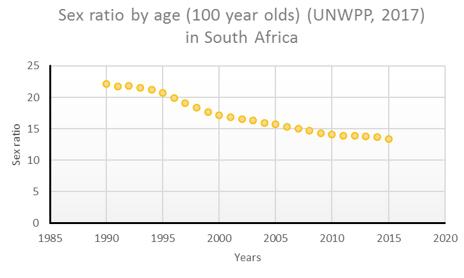 Sex ratio by age (100 year olds) (UNWPP, 2017)
in South Africa
25
20
15
10
5
0
Sex ratio
1985 1990 1995 2000 2005 2010 2015 2020
Years